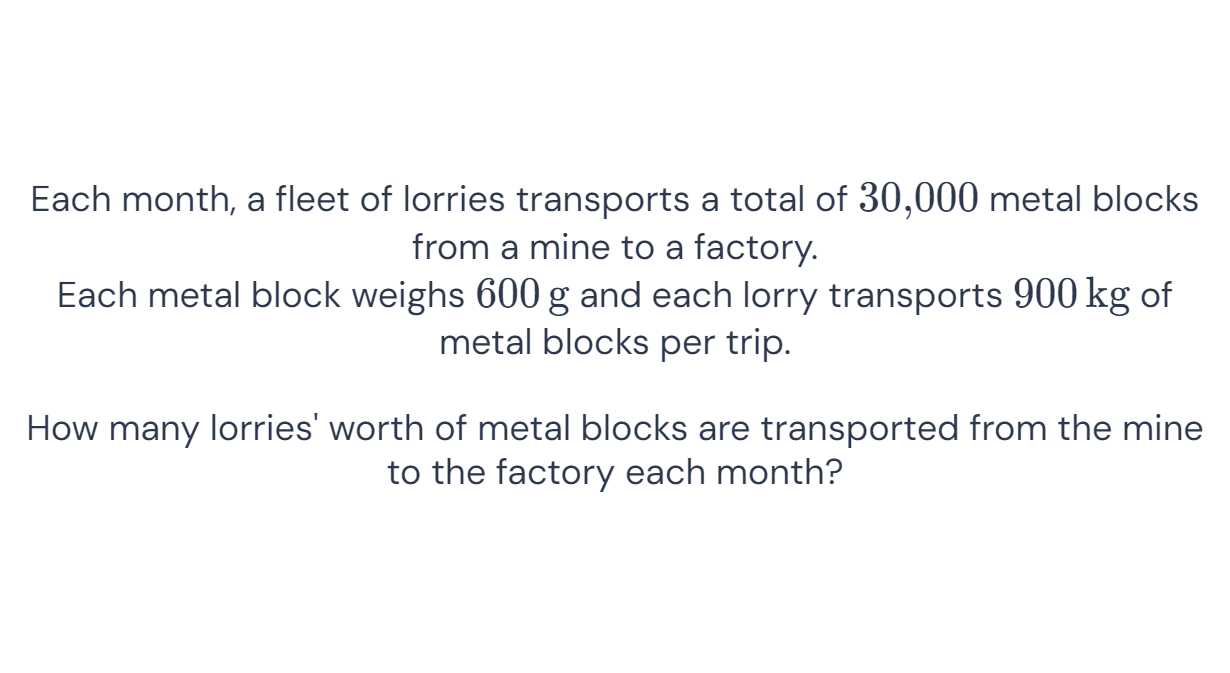 Each month, a fleet of lorries transports a total of 30,000 metal blocks
from a mine to a factory.
Each metal block weighs 600 g and each lorry transports 900 kg of
metal blocks per trip.
How many lorries' worth of metal blocks are transported from the mine
to the factory each month?